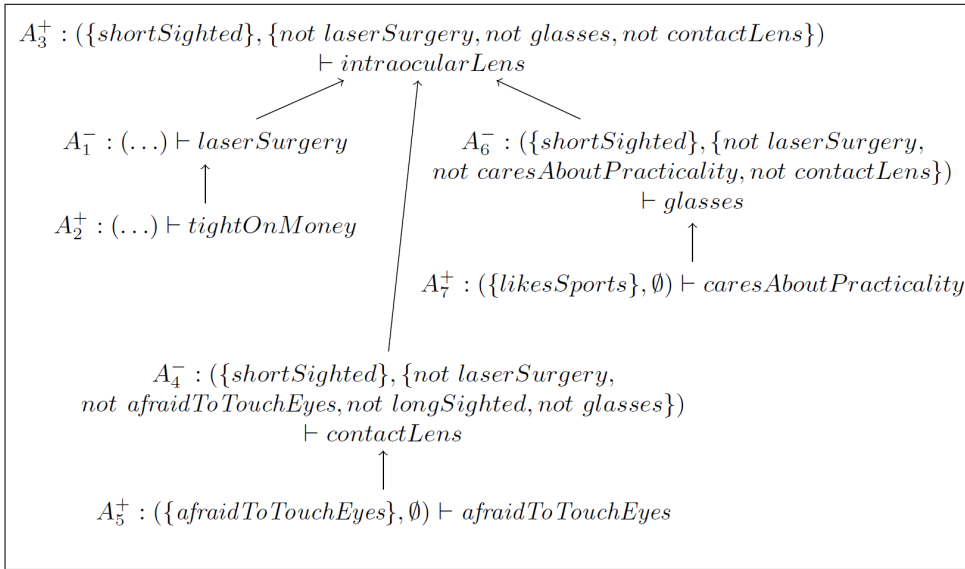 A₃⁺ : ({shortSighted}, {not laserSurgery, not glasses, not contactLens})
⊢ intraocularLens
A₁⁻ : (...) ⊢ laserSurgery
A₆⁻ : ({shortSighted}, {not laserSurgery,
not caresAboutPracticality, not contactLens})
⊢ glasses
A₂⁺ : (...) ⊢ tightOnMoney
A₇⁺ : ({likesSports}, ∅) ⊢ caresAboutPracticality
A₄⁻ : ({shortSighted}, {not laserSurgery,
not afraidToTouchEyes, not longSighted, not glasses})
⊢ contactLens
A₅⁺ : ({afraidToTouchEyes}, ∅) ⊢ afraidToTouchEyes